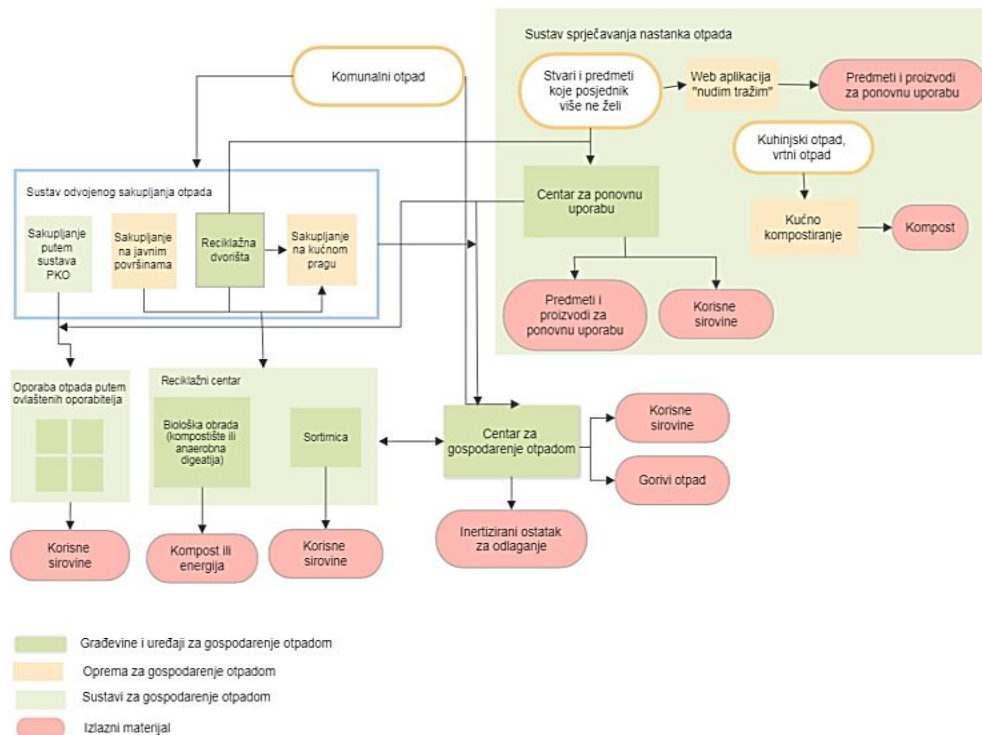 Sustav sprječavanja nastanka otpada
Komunalni otpad
Stvari i predmeti
koje posjednik
više ne želi
Web aplikacija
"nudim tražim"
Predmeti i proizvodi
za ponovnu uporabu
Kuhinjski otpad,
vrtni otpad
Sustav odvojenog sakupljanja otpada
Sakupljanje
putem
sustava
PKO
Sakupljanje
na javnim
površinama
Reciklažna
dvorišta
Sakupljanje
na kućnom
pragu
Centar za ponovnu
uporabu
Kućno
kompostiranje
Kompost
Predmeti i
proizvodi za
ponovnu uporabu
Korisne
sirovine
Oporaba otpada putem
ovlaštenih oporabitelja
Reciklažni centar
Biološka obrada
(kompostište ili
anaerobna
digeatija)
Sortirnica
Centar za
gospodarenje otpadom
Korisne
sirovine
Gorivi otpad
Korisne
sirovine
Kompost ili
energija
Korisne
sirovine
Inertizirani ostatak
za odlaganje
Građevine i uređaji za gospodarenje otpadom
Oprema za gospodarenje otpadom
Sustavi za gospodarenje otpadom
Izlazni materijal